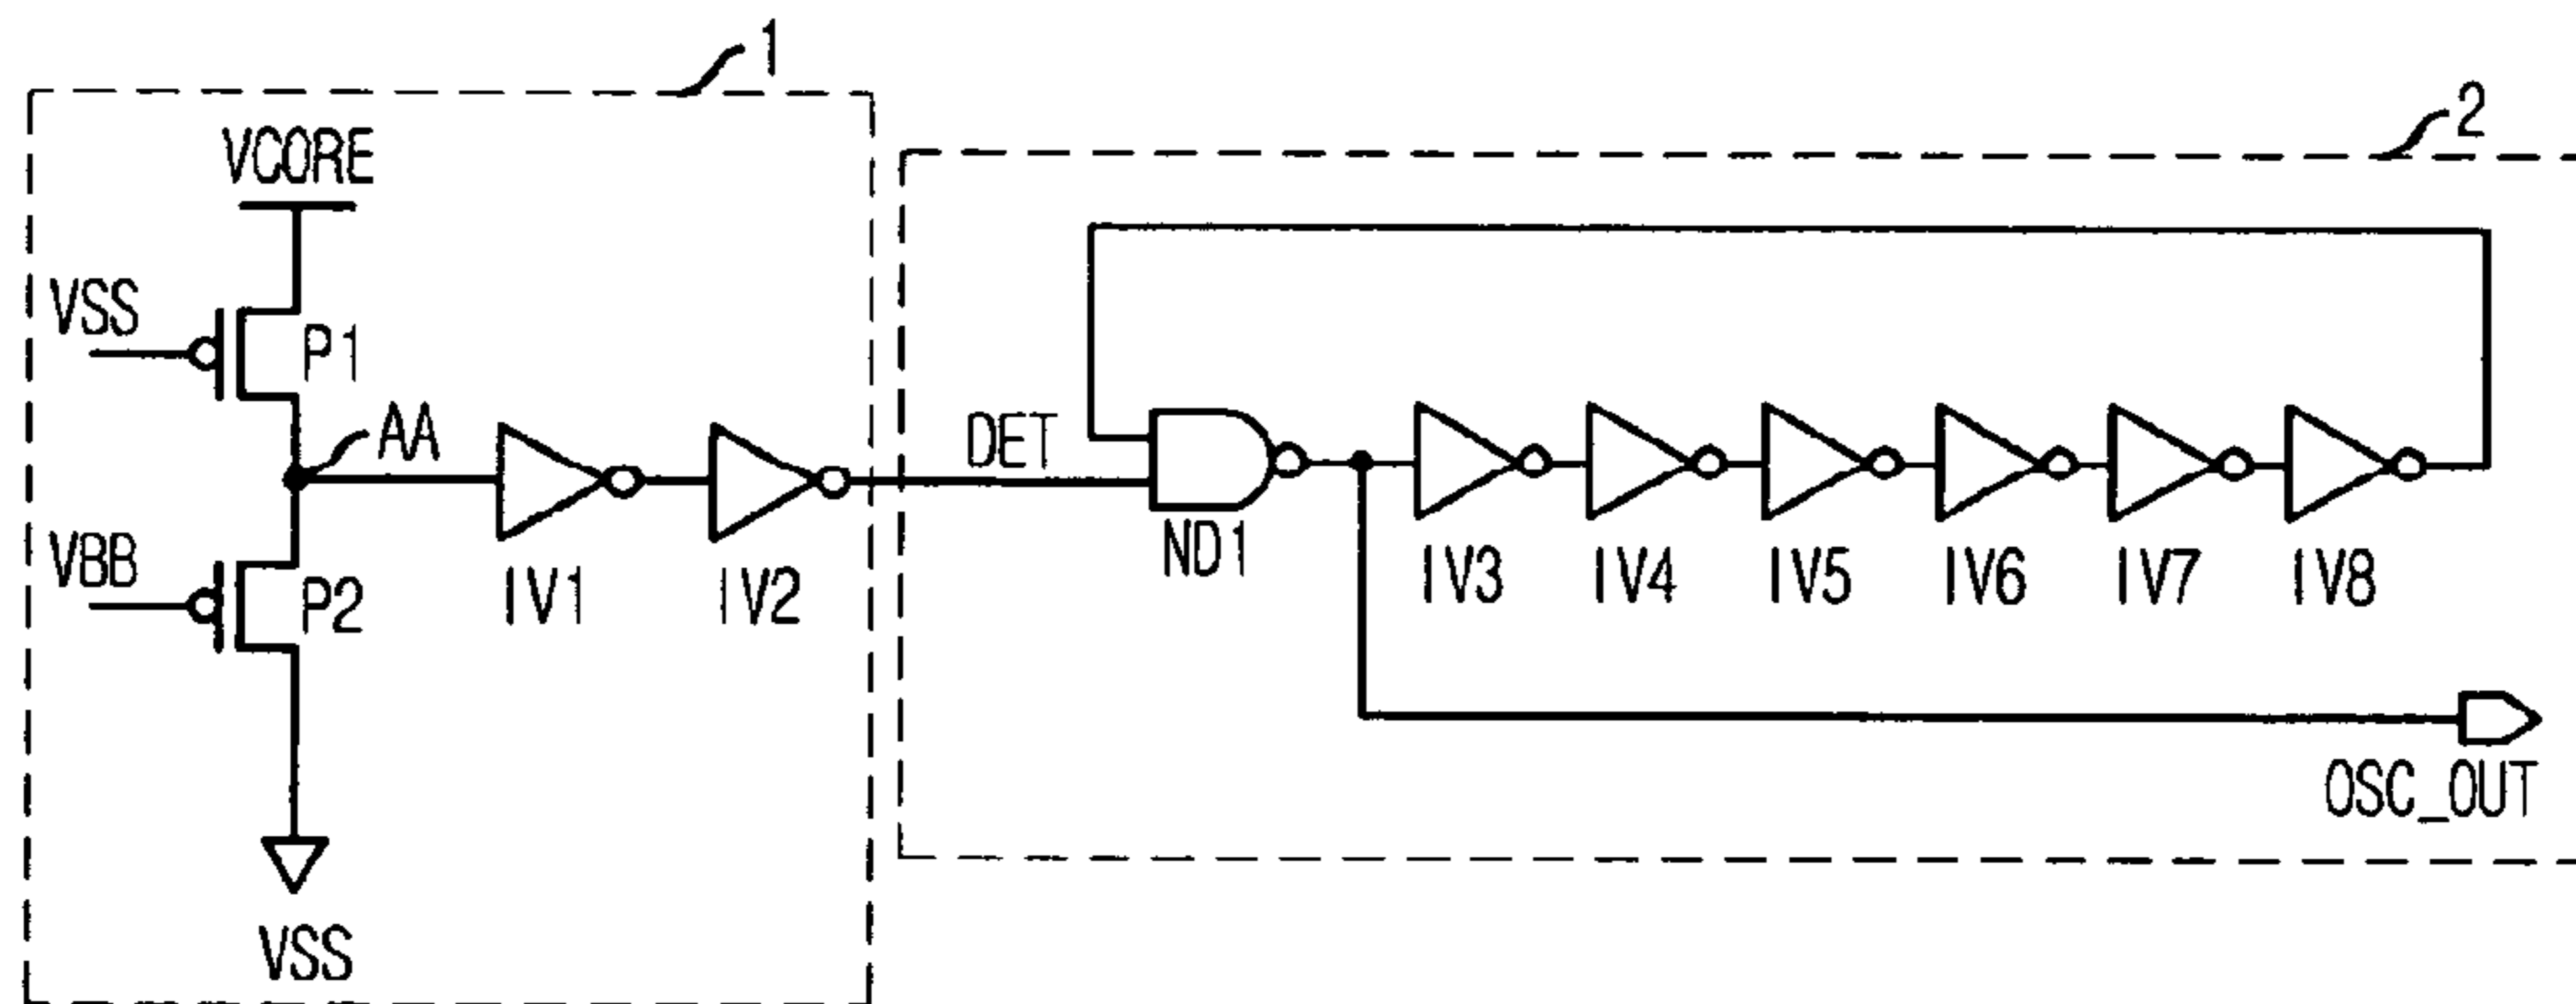 1
2
VCORE
VSS
P1
AA
DET
VBB
P2
IV1
IV2
ND1
IV3
IV4
IV5
IV6
IV7
IV8
OSC_OUT
VSS